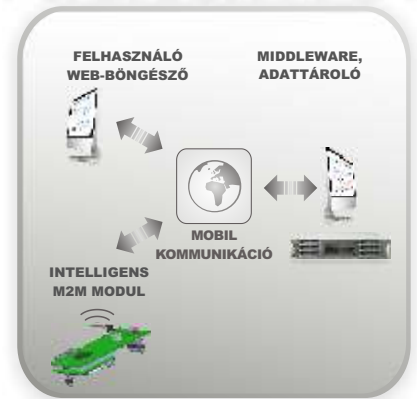 FELHASZNÁLÓ
WEB-BÖNGÉSZŐ
MIDDLEWARE,
ADATTÁROLÓ
MOBIL
KOMMUNIKÁCIÓ
INTELLIGENS
M2M MODUL